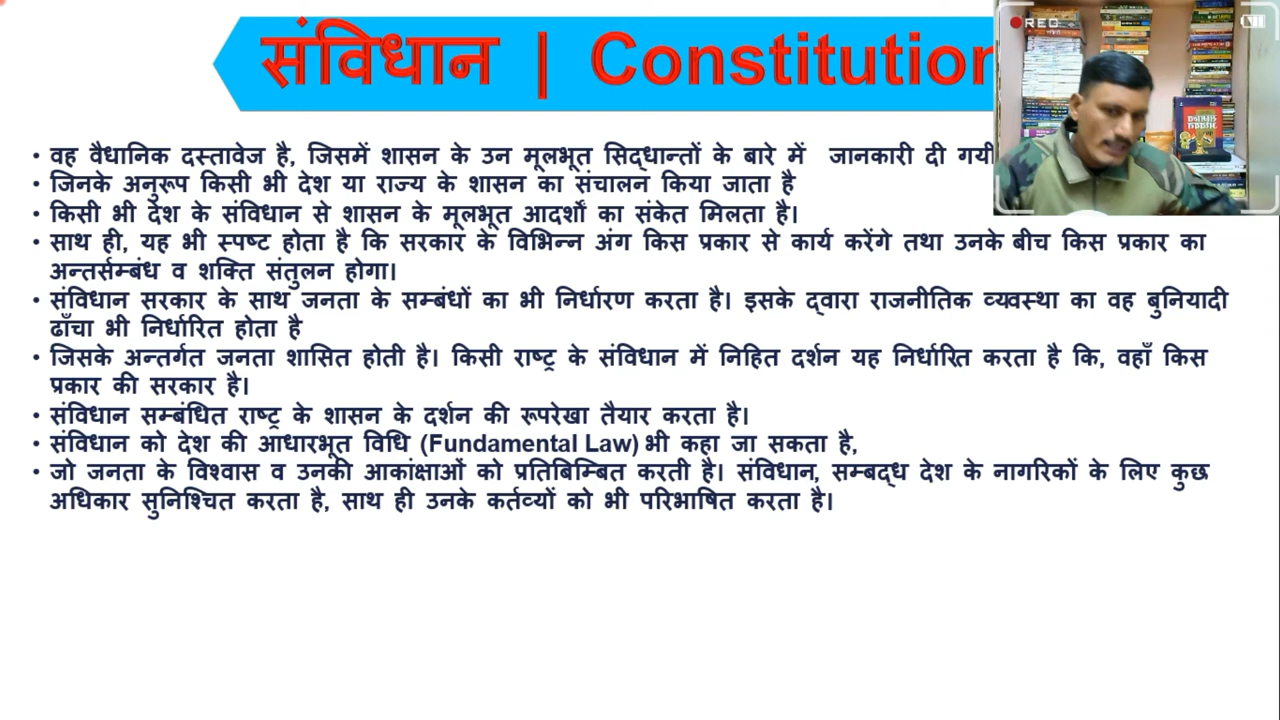 संविधान | Constitution
REC
• वह वैधानिक दस्तावेज है, जिसमें शासन के उन मूलभूत सिद्धान्तों के बारे में जानकारी दी गयी
• जिनके अनुरूप किसी भी देश या राज्य के शासन का संचालन किया जाता है
• किसी भी देश के संविधान से शासन के मूलभूत आदर्शों का संकेत मिलता है।
• साथ ही, यह भी स्पष्ट होता है कि सरकार के विभिन्न अंग किस प्रकार से कार्य करेंगे तथा उनके बीच किस प्रकार का
अन्तर्सम्बंध व शक्ति संतुलन होगा।
• संविधान सरकार के साथ जनता के सम्बंधों का भी निर्धारण करता है। इसके द्वारा राजनीतिक व्यवस्था का वह बुनियादी
ढाँचा भी निर्धारित होता है
• जिसके अन्तर्गत जनता शासित होती है। किसी राष्ट्र के संविधान में निहित दर्शन यह निर्धारित करता है कि, वहाँ किस
प्रकार की सरकार है।
• संविधान सम्बंधित राष्ट्र के शासन के दर्शन की रूपरेखा तैयार करता है।
• संविधान को देश की आधारभूत विधि (Fundamental Law) भी कहा जा सकता है,
• जो जनता के विश्वास व उनकी आकांक्षाओं को प्रतिबिम्बित करती है। संविधान, सम्बद्ध देश के नागरिकों के लिए कुछ
अधिकार सुनिश्चित करता है, साथ ही उनके कर्तव्यों को भी परिभाषित करता है।